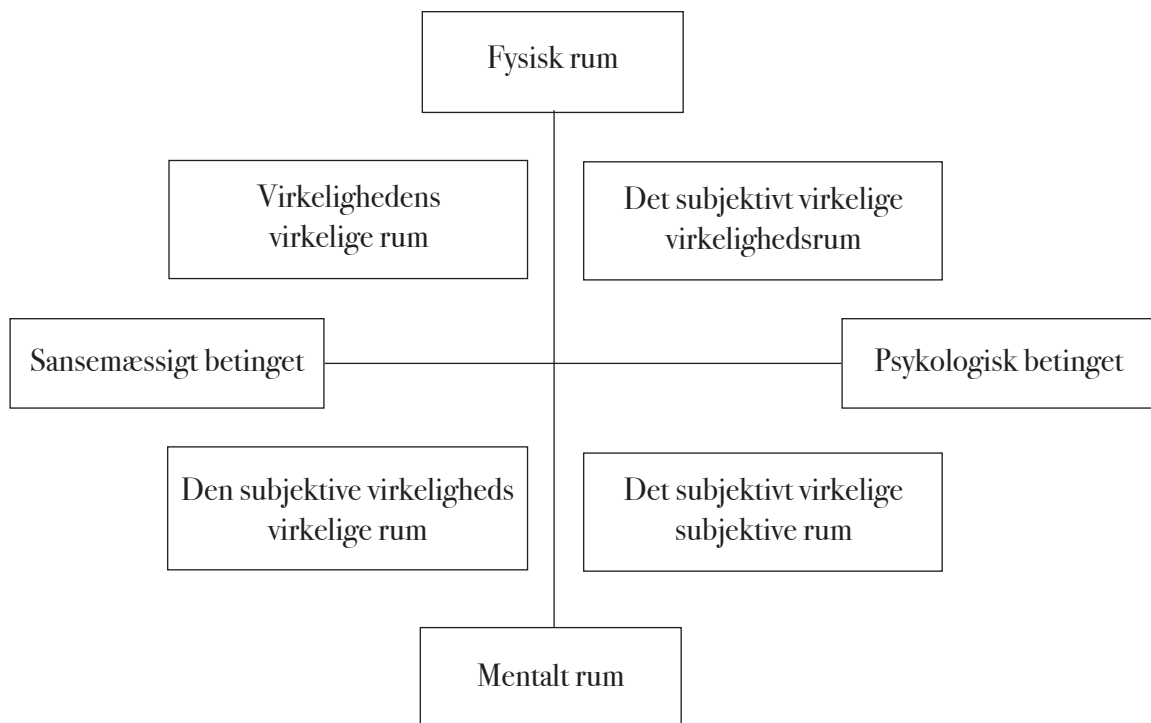 Fysisk rum
Virkelighedens
virkelige rum
Det subjektivt virkelige
virkelighedsrum
Sansemæssigt betinget
Psykologisk betinget
Den subjektive virkeligheds
virkelige rum
Det subjektivt virkelige
subjektive rum
Mentalt rum